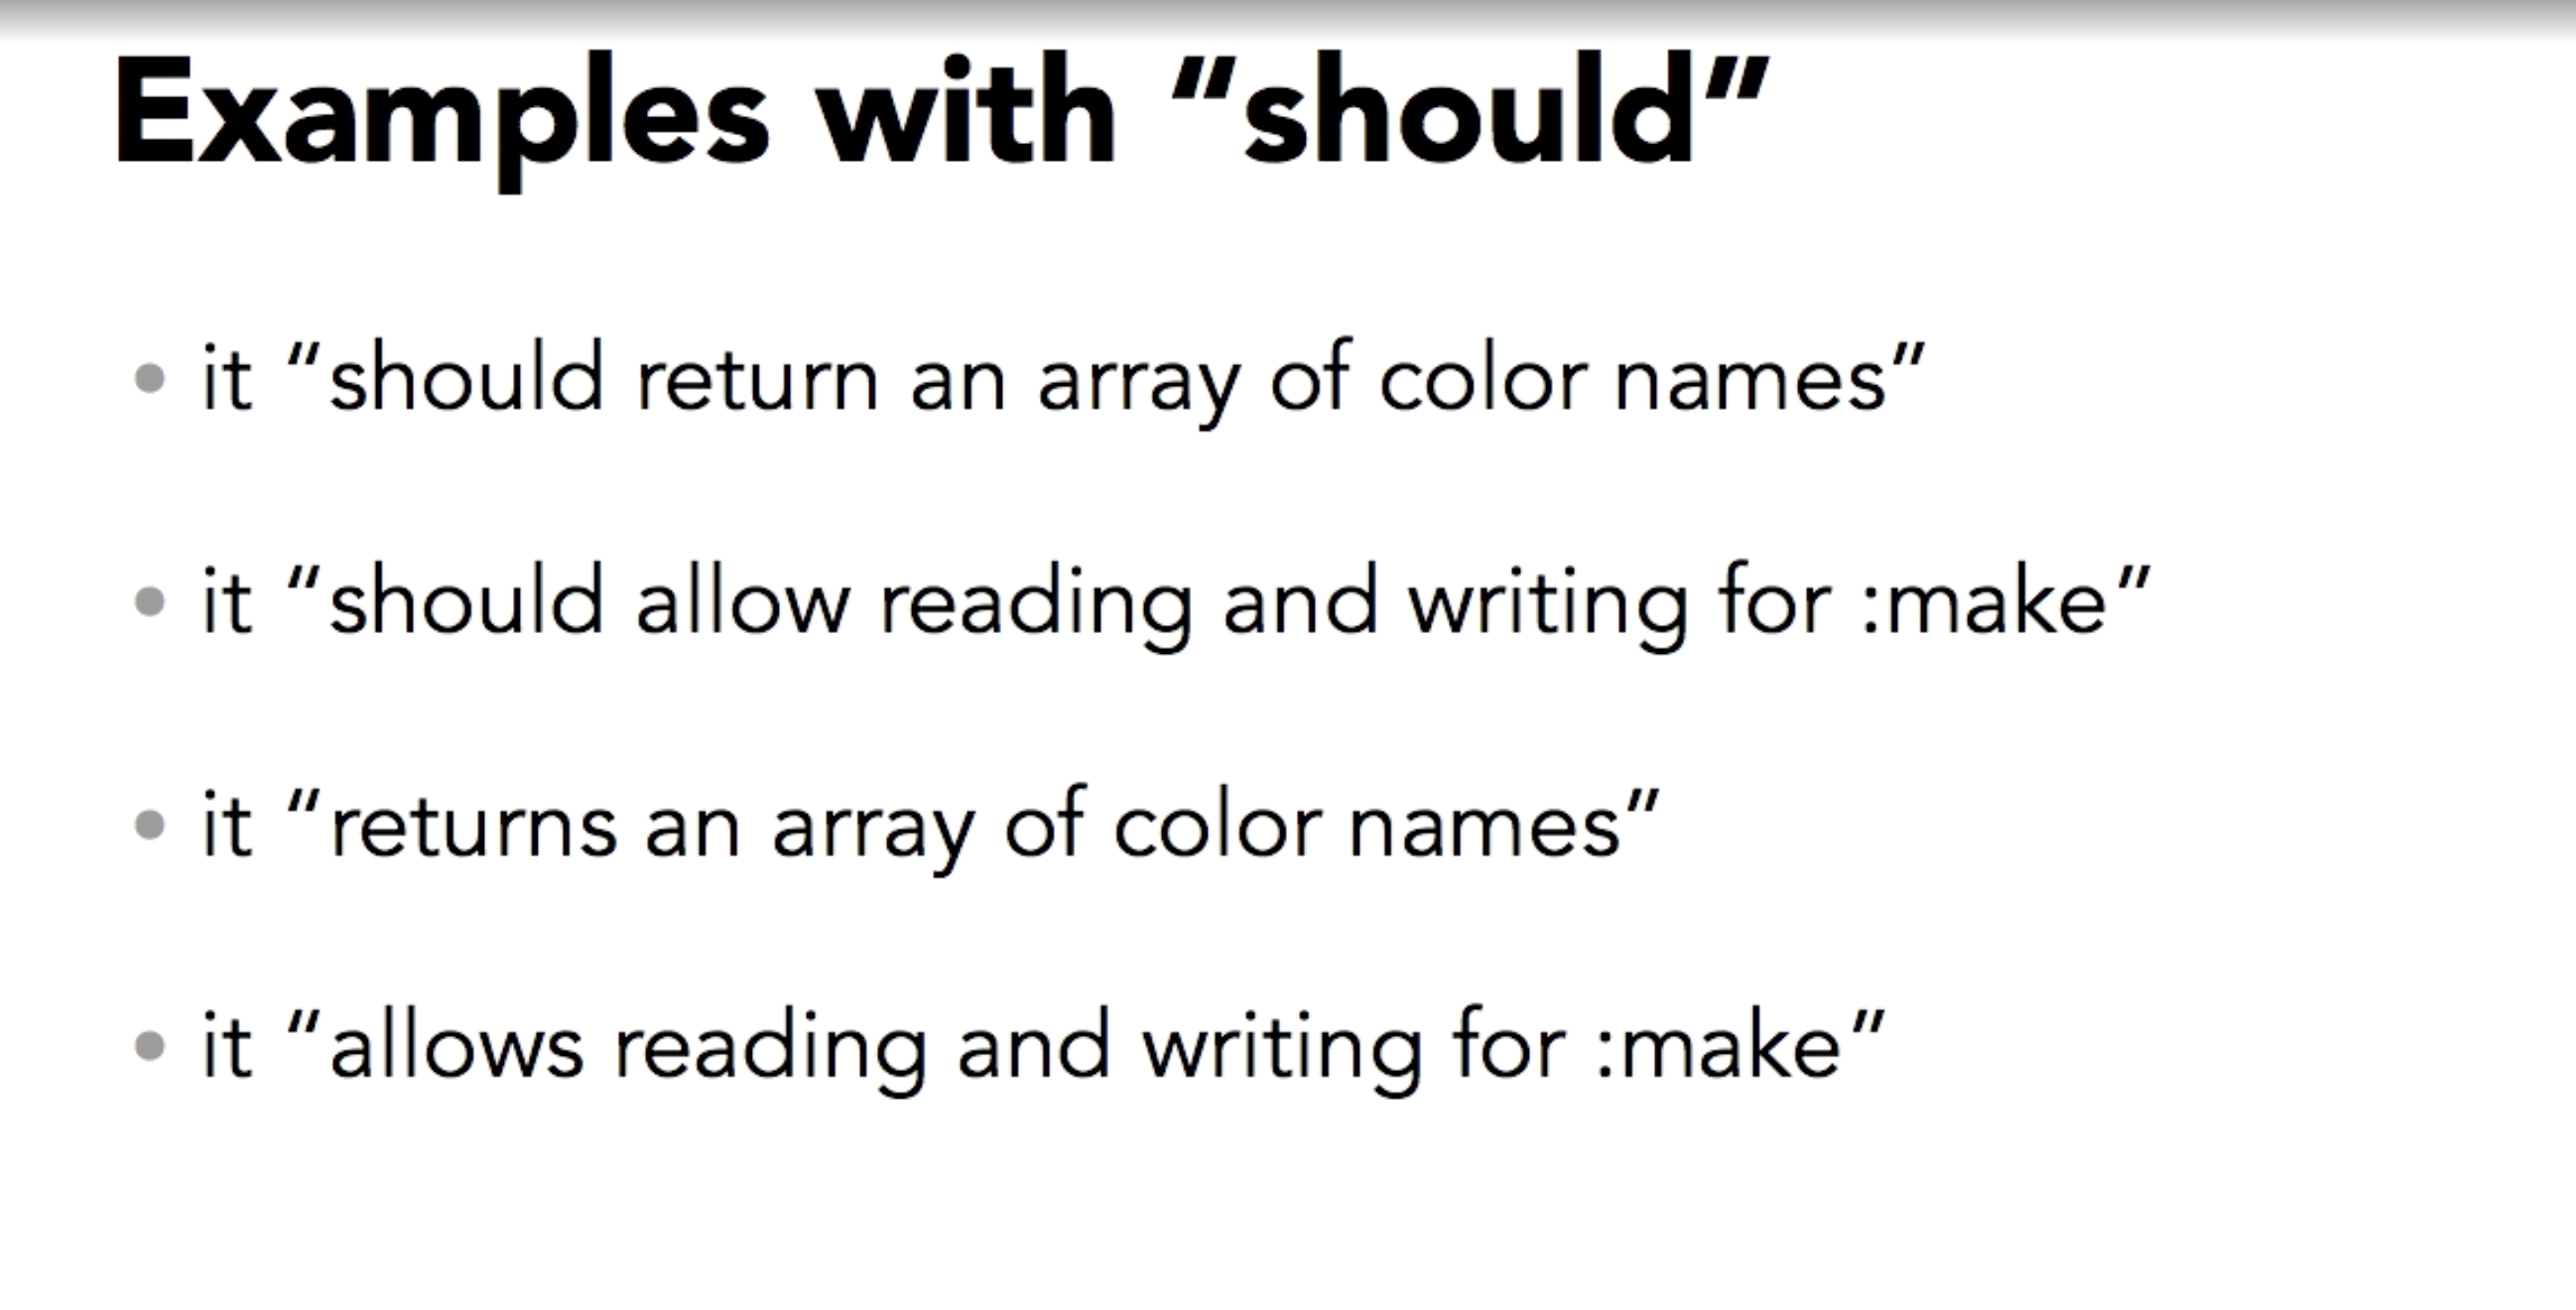 Examples with “should”
• it “should return an array of color names”
• it “should allow reading and writing for :make”
• it “returns an array of color names”
• it “allows reading and writing for :make”